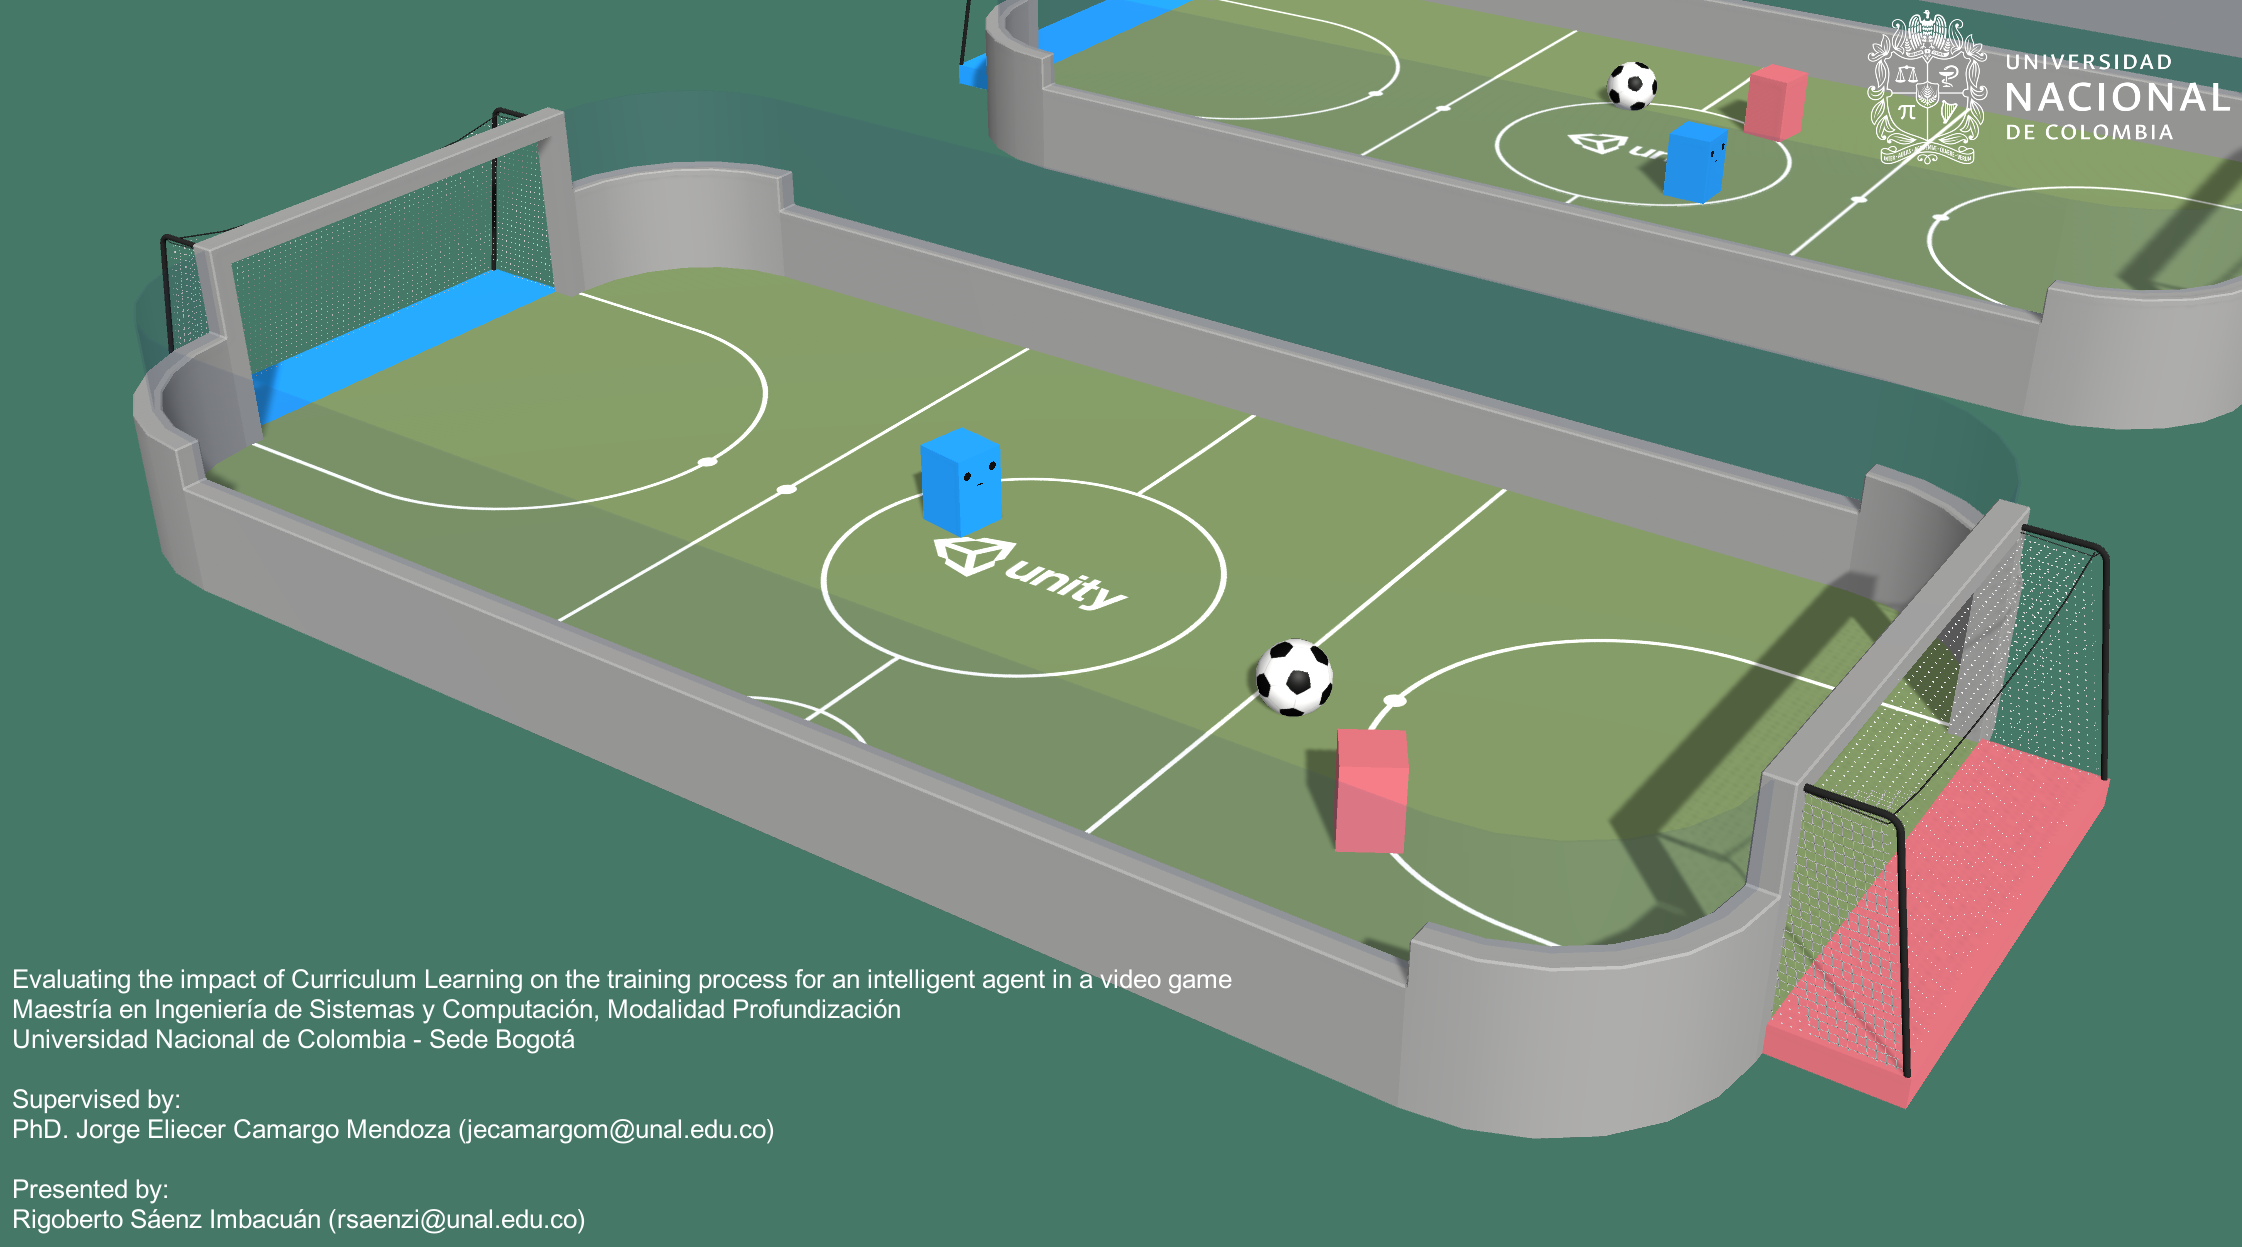 UNIVERSIDAD
NACIONAL
DE COLOMBIA
π
unity
Evaluating the impact of Curriculum Learning on the training process for an intelligent agent in a video game
Maestría en Ingeniería de Sistemas y Computación, Modalidad Profundización
Universidad Nacional de Colombia - Sede Bogotá
Supervised by:
PhD. Jorge Eliecer Camargo Mendoza (jecamargom@unal.edu.co)
Presented by:
Rigoberto Sáenz Imbacuán (rsaenzi@unal.edu.co)